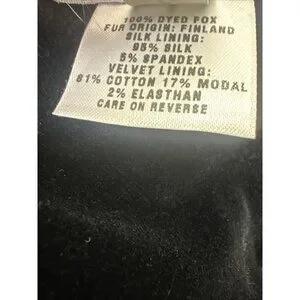 100% DYED FOX
FUR ORIGIN: FINLAND
SILK LINING:
95% SILK
5% SPANDEX
VELVET LINING:
81% COTTON 17% MODAL
2% ELASTHAN
CARE ON REVERSE